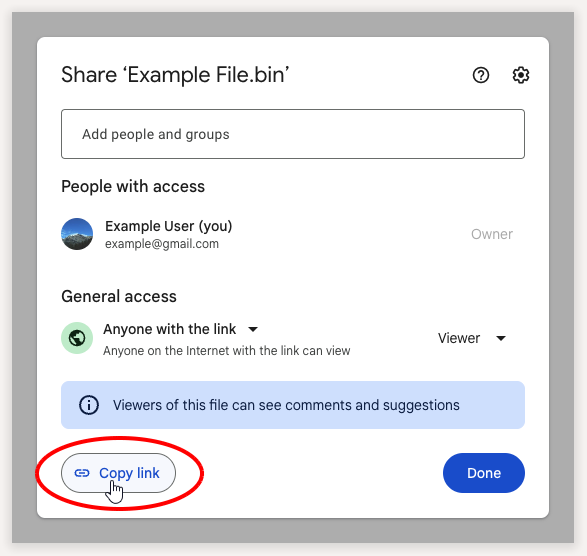 Share ‘Example File.bin’
Add people and groups
People with access
Example User (you)
example@gmail.com
Owner
General access
Anyone with the link
Anyone on the Internet with the link can view
Viewer
Viewers of this file can see comments and suggestions
Copy link
Done